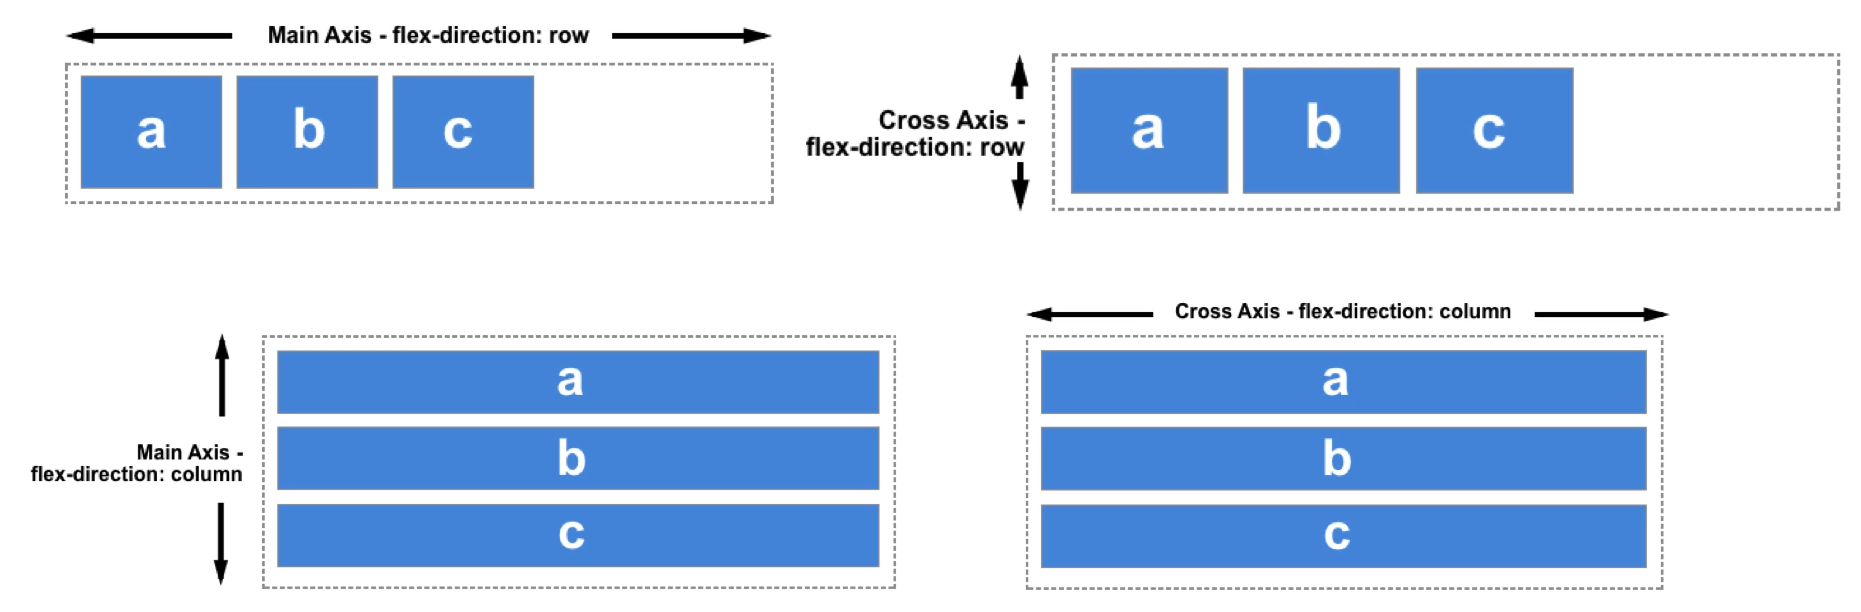 Main Axis - flex-direction: row
a
b
c
Cross Axis -
flex-direction: row
a
b
c
Main Axis -
flex-direction: column
a
b
c
Cross Axis - flex-direction: column
a
b
c